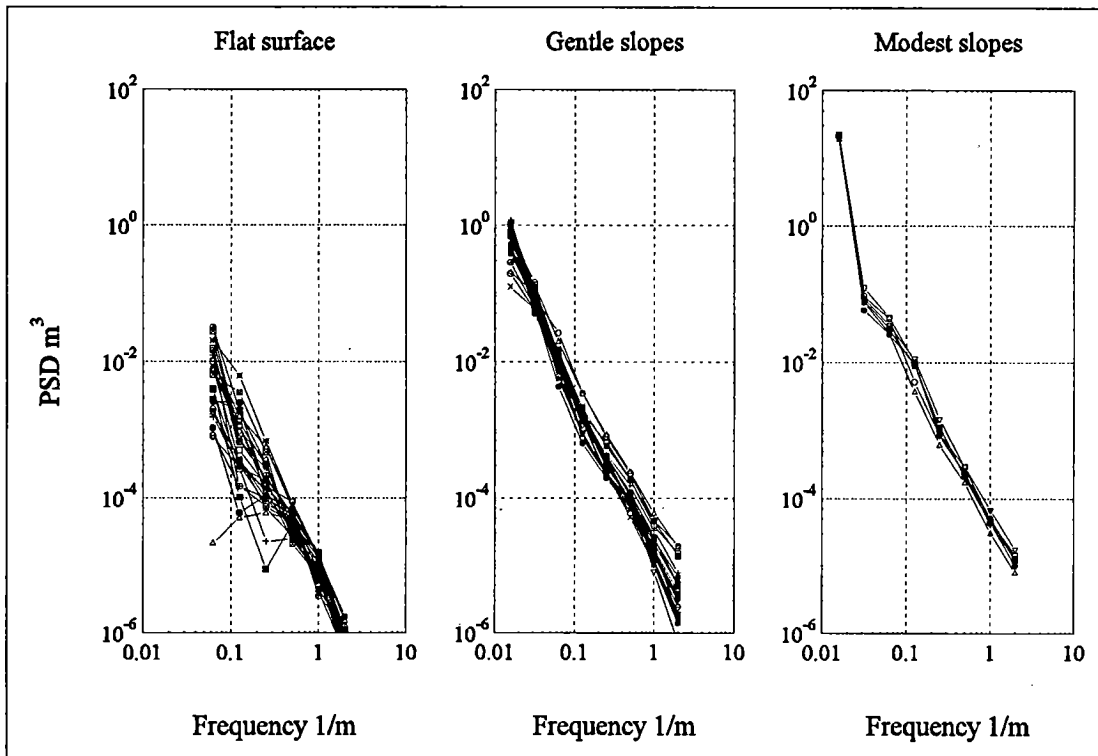 Flat surface Gentle slopes Modest slopes
10^2 10^2 10^2
10^0 10^0 10^0
10^-2 10^-2 10^-2
10^-4 10^-4 10^-4
10^-6 10^-6 10^-6
0.01 0.1 1 10 0.01 0.1 1 10 0.01 0.1 1 10
PSD m^3
Frequency 1/m Frequency 1/m Frequency 1/m